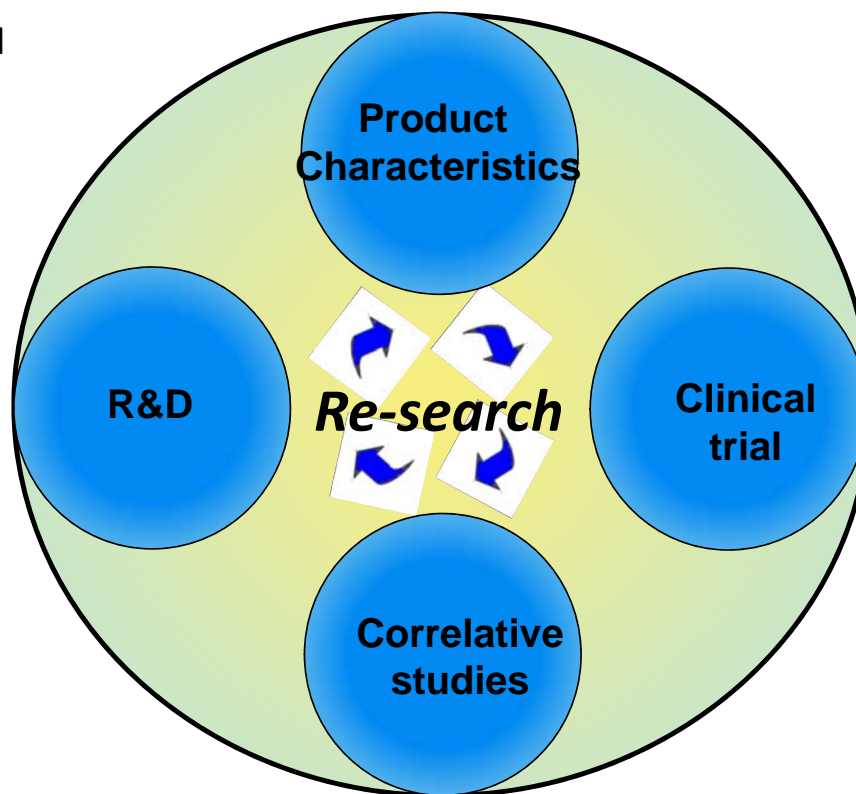 Product
Characteristics
R&D
Re-search
Clinical
trial
Correlative
studies